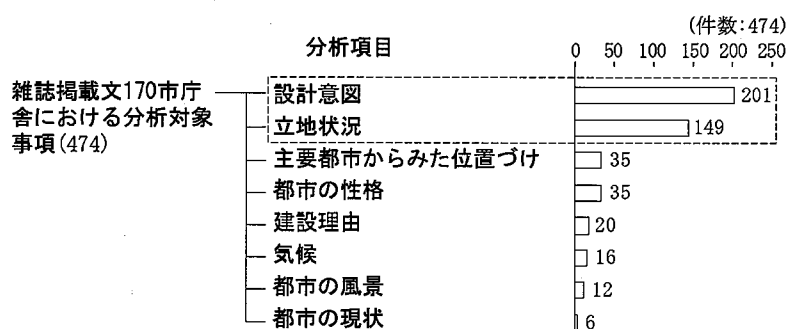 (件数:474)
分析項目
0 50 100 150 200 250
雑誌掲載文170市庁
舎における分析対象
事項(474)
設計意図 201
立地状況 149
主要都市からみた位置づけ 35
都市の性格 35
建設理由 20
気候 16
都市の風景 12
都市の現状 6